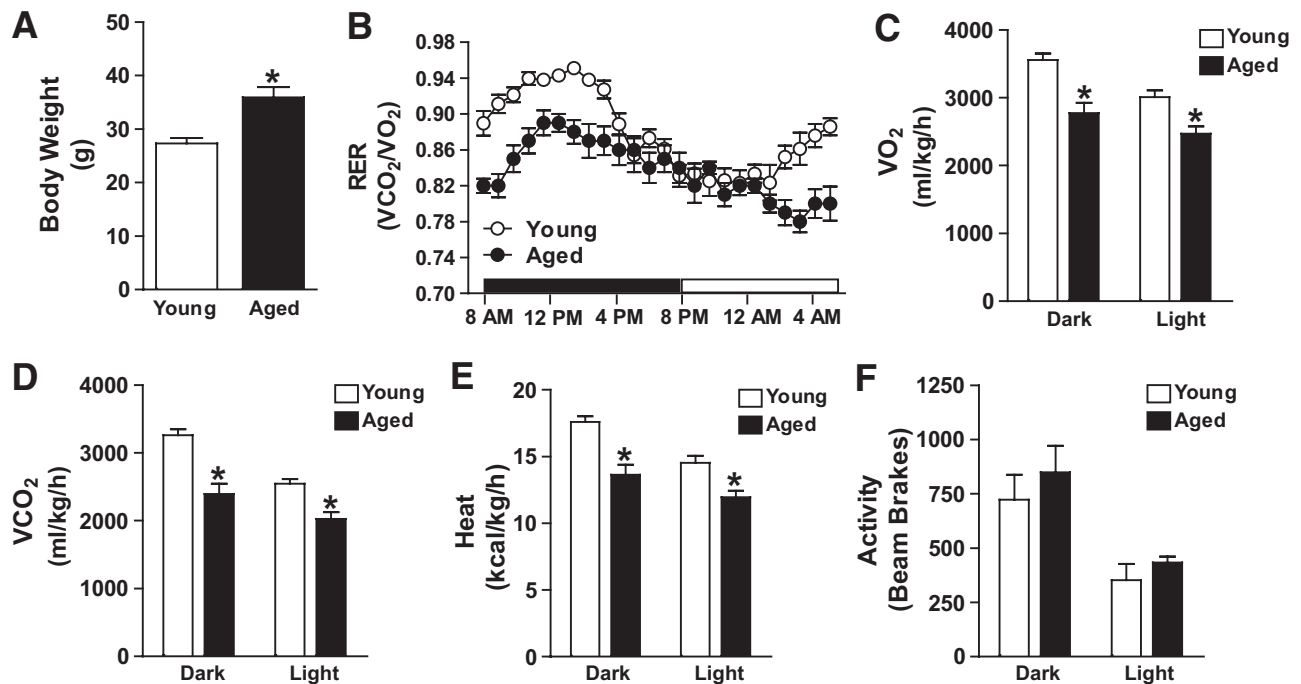 A
Body Weight
(g)
50
40
30
20
10
0
Young
Aged
*
B
RER
(VCO2/VO2)
0.98
0.94
0.90
0.86
0.82
0.78
0.74
0.70
Young
Aged
8 AM 12 PM 4 PM 8 PM 12 AM 4 AM
C
VO2
(ml/kg/h)
4000
3000
2000
1000
0
Young
Aged
*
*
Dark Light
D
VCO2
(ml/kg/h)
4000
3000
2000
1000
0
Young
Aged
*
*
Dark Light
E
Heat
(kcal/kg/h)
20
15
10
5
0
Young
Aged
*
*
Dark Light
F
Activity
(Beam Brakes)
1250
1000
750
500
250
0
Young
Aged
Dark Light